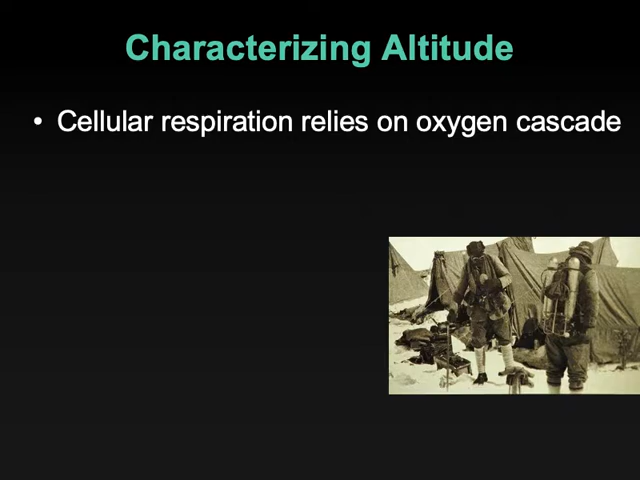 Characterizing Altitude
• Cellular respiration relies on oxygen cascade